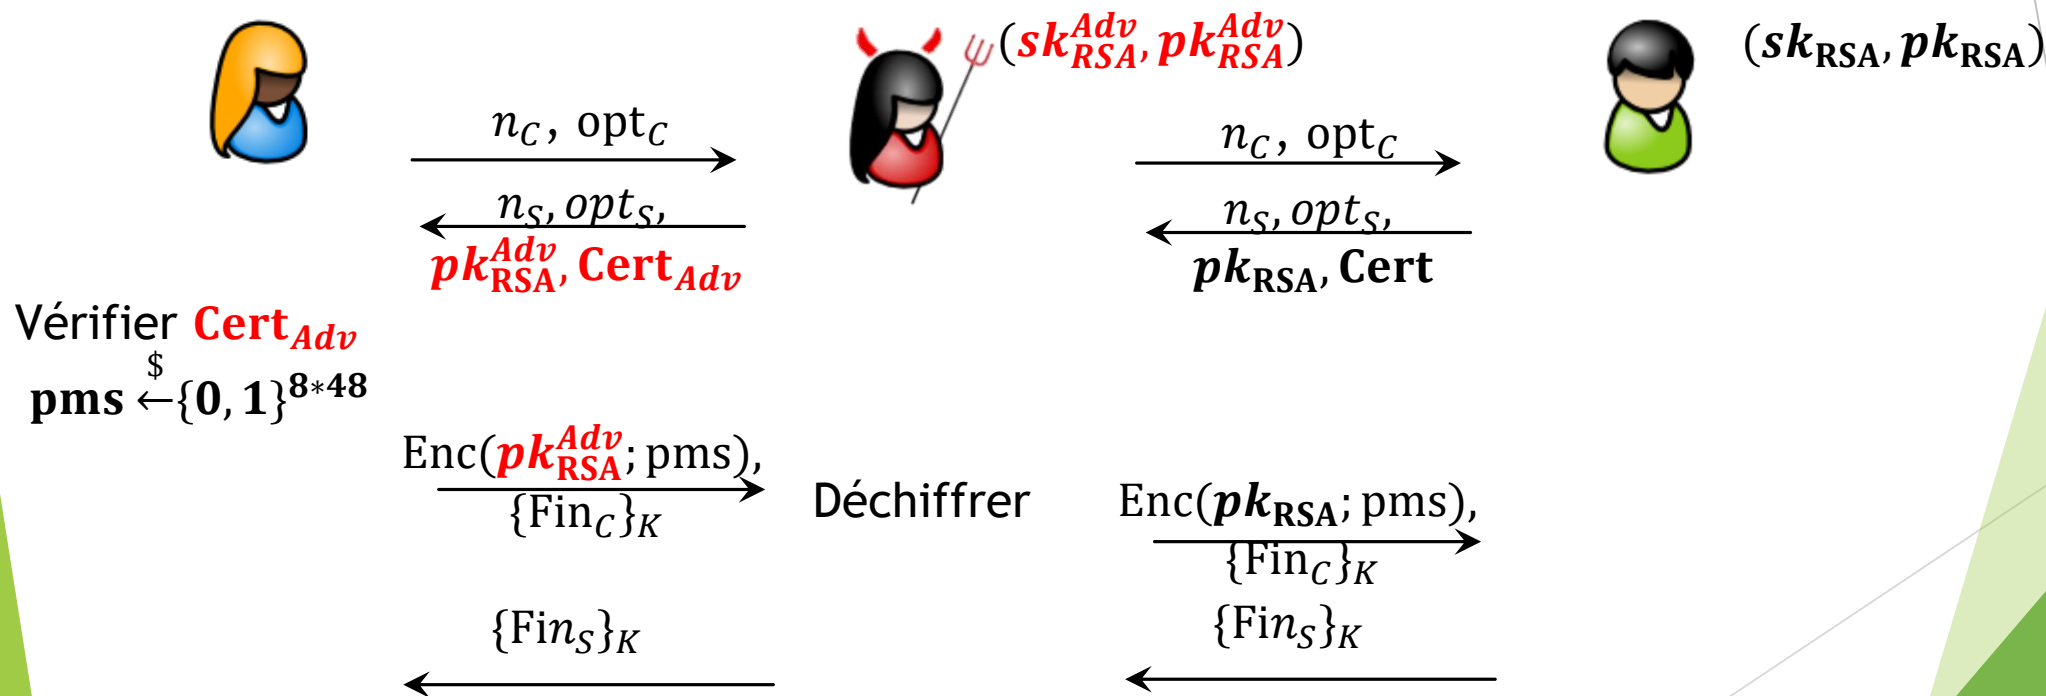 (sk_RSA^Adv, pk_RSA^Adv)
(sk_RSA, pk_RSA)
n_C, opt_C
n_C, opt_C
n_S, opt_S,
pk_RSA^Adv, Cert_Adv
n_S, opt_S,
pk_RSA, Cert
Vérifier Cert_Adv
pms ←$ {0, 1}^8*48
Enc(pk_RSA^Adv; pms),
{Fin_C}_K
Déchiffrer
Enc(pk_RSA; pms),
{Fin_C}_K
{Fin_S}_K
{Fin_S}_K